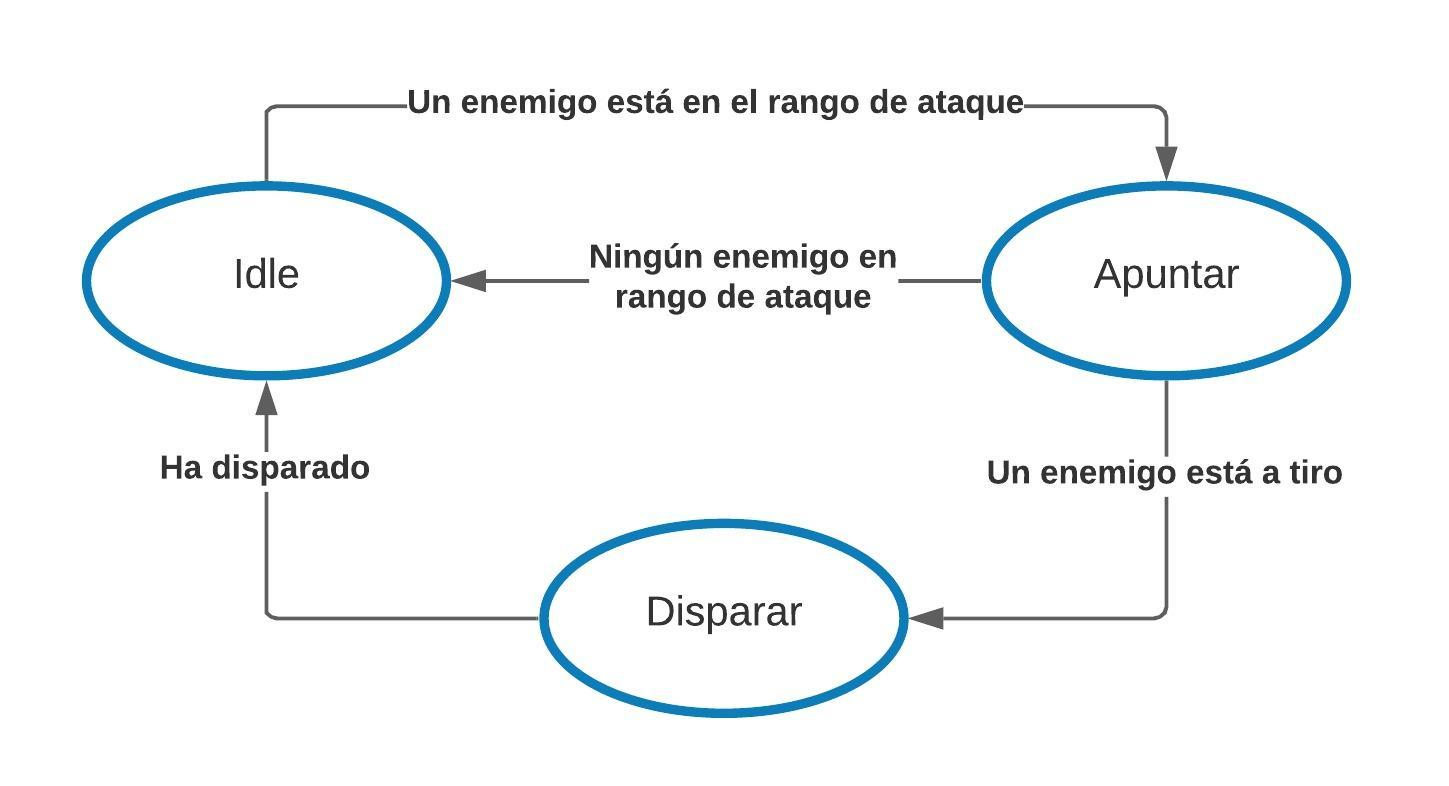 Un enemigo está en el rango de ataque
Idle
Ningún enemigo en
rango de ataque
Apuntar
Ha disparado
Un enemigo está a tiro
Disparar